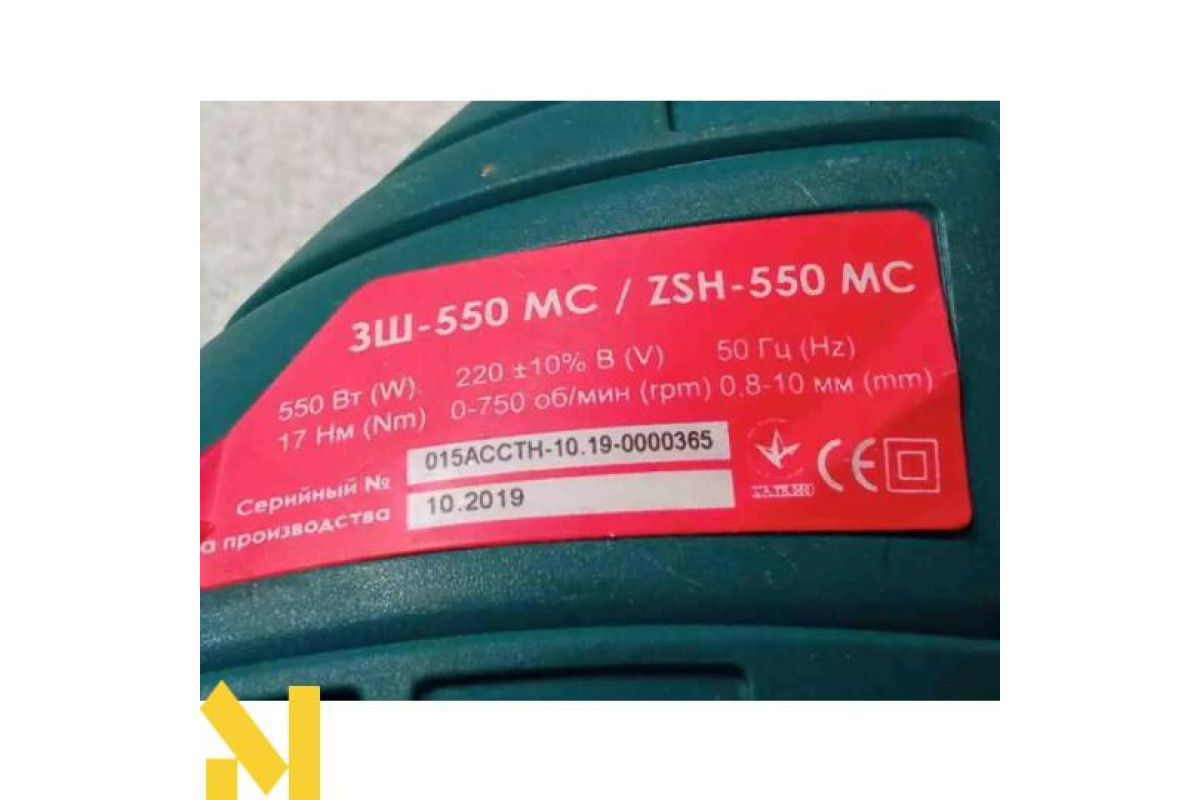 ЗШ-550 МС / ZSH-550 MC
550 Вт (W) 220 ±10% В (V) 50 Гц (Hz)
17 Нм (Nm) 0-750 об/мин (rpm) 0,8-10 мм (mm)
Серийный № 015ACCTH-10.19-0000365
а производства 10.2019
CE